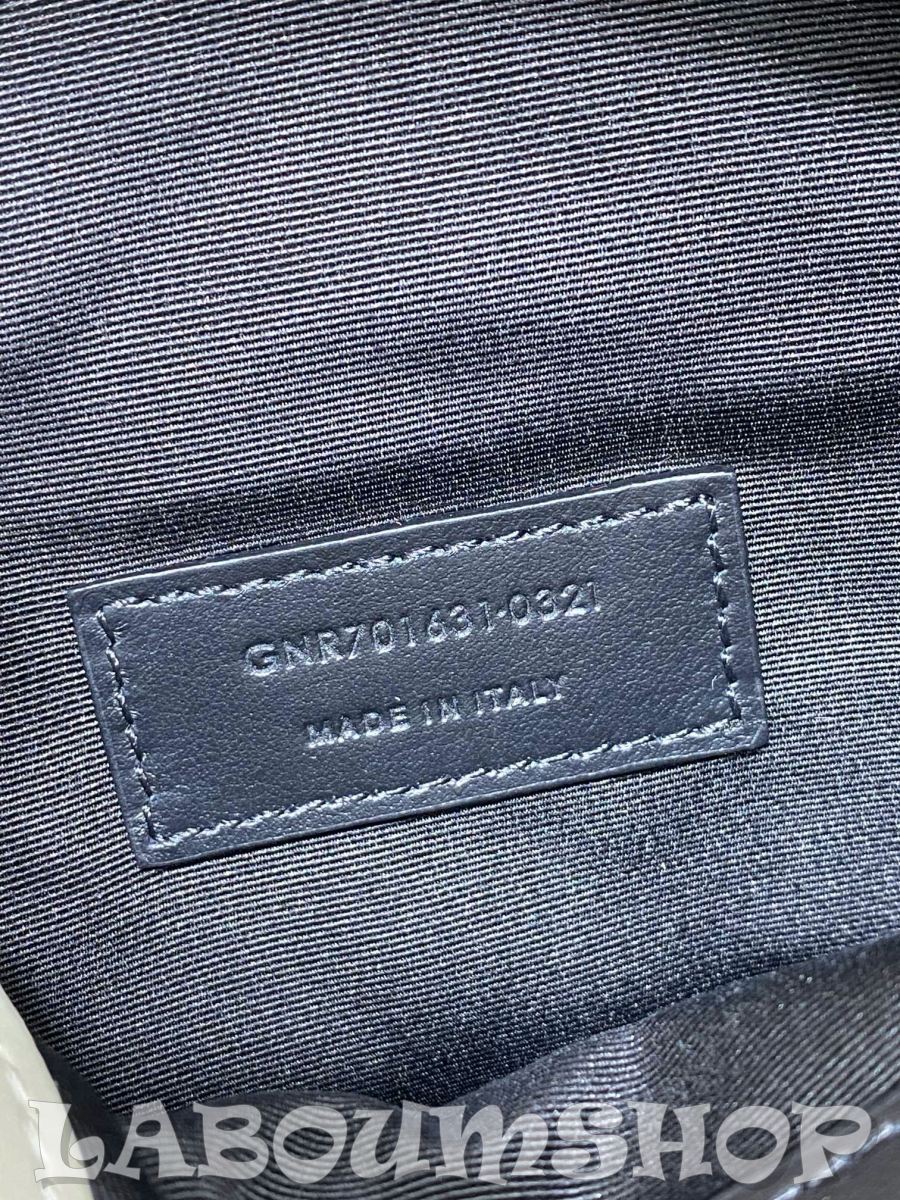 GNR701631-0321
MADE IN ITALY
LABOUMSHOP